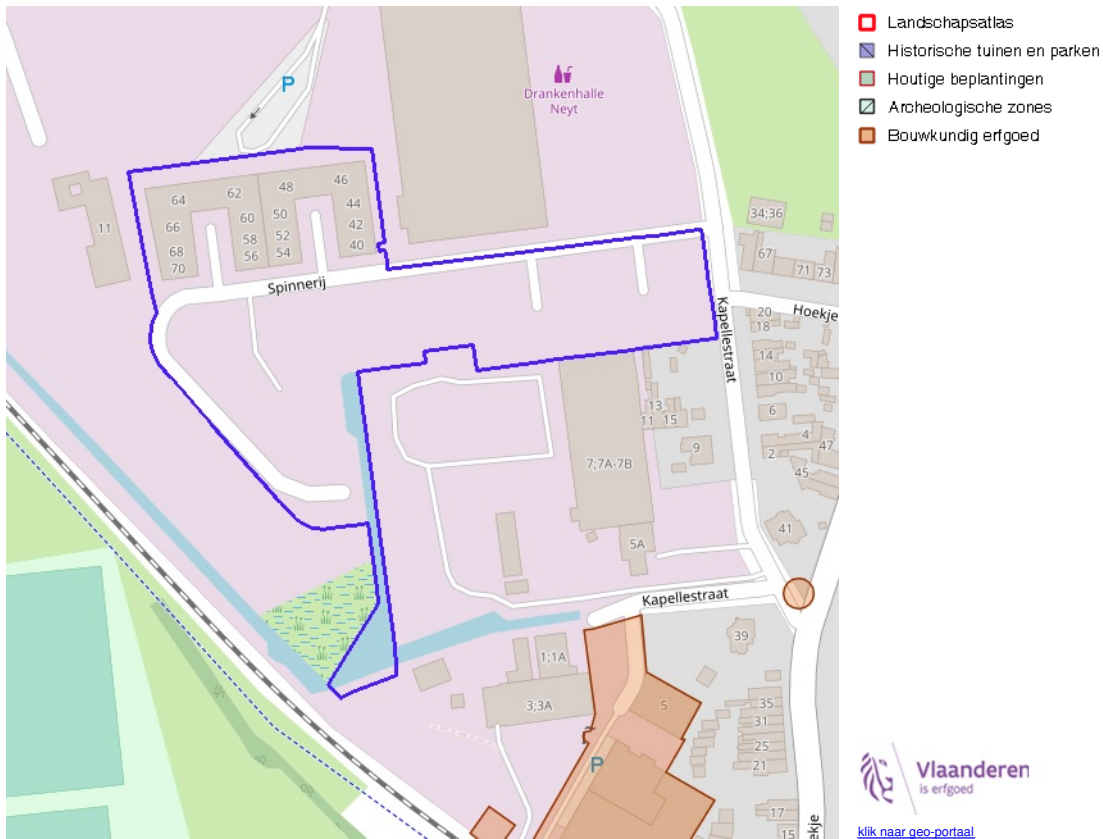 Landschapsatlas
Historische tuinen en parken
Houtige beplantingen
Archeologische zones
Bouwkundig erfgoed
P
Drankenhalle
Neyt
11
64
62
48
46
66
60
50
44
68
58
52
42
70
56
54
40
Spinnerij
34;36
67
71
73
Hoekje
Kapellestraat
20
18
14
10
6
4
2
47
45
13
11
15
9
7;7A-7B
5A
41
Kapellestraat
39
1;1A
3;3A
5
35
31
25
21
P
17
15
ekje
Vlaanderen
is erfgoed
klik naar geo-portaal